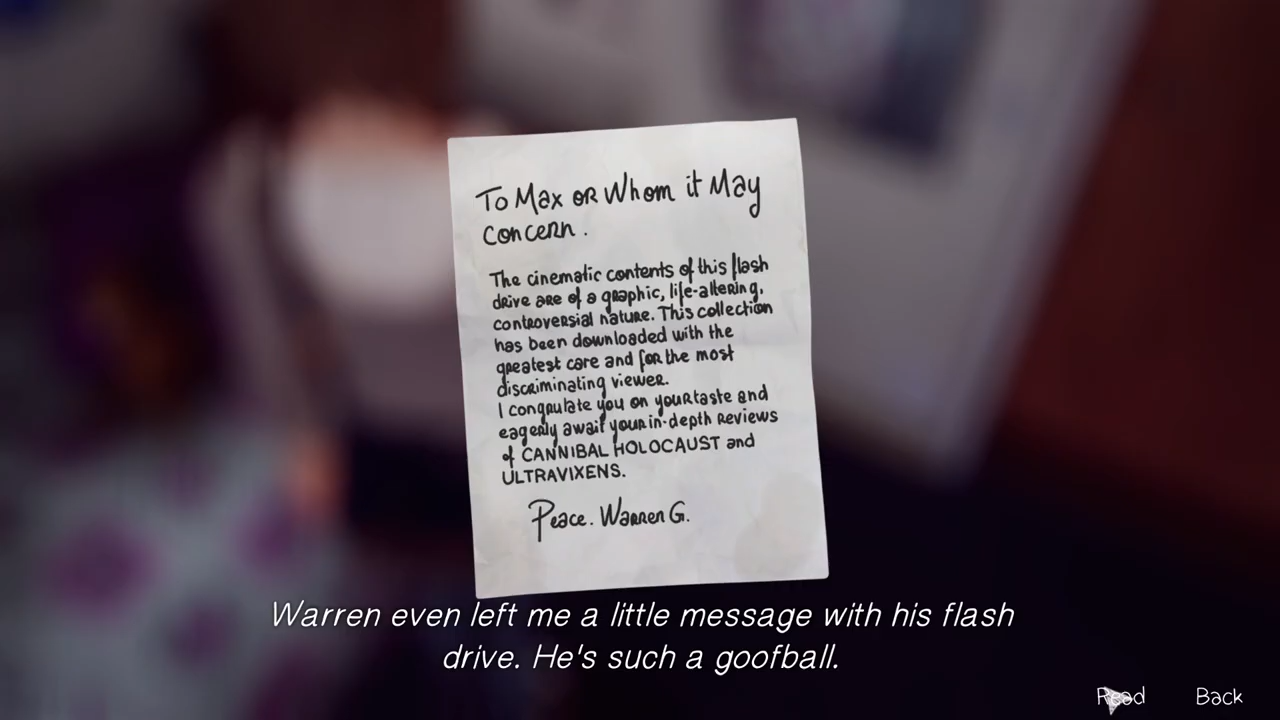 To Max or Whom it May
concern.
The cinematic contents of this flash
drive are of a graphic, life-altering,
controversial nature. This collection
has been downloaded with the
greatest care and for the most
discriminating viewer.
I congrulate you on your taste and
eagerly await your in-depth reviews
of CANNIBAL HOLOCAUST and
ULTRAVIXENS.
Peace. Warren G.
Warren even left me a little message with his flash
drive. He's such a goofball.
Read Back